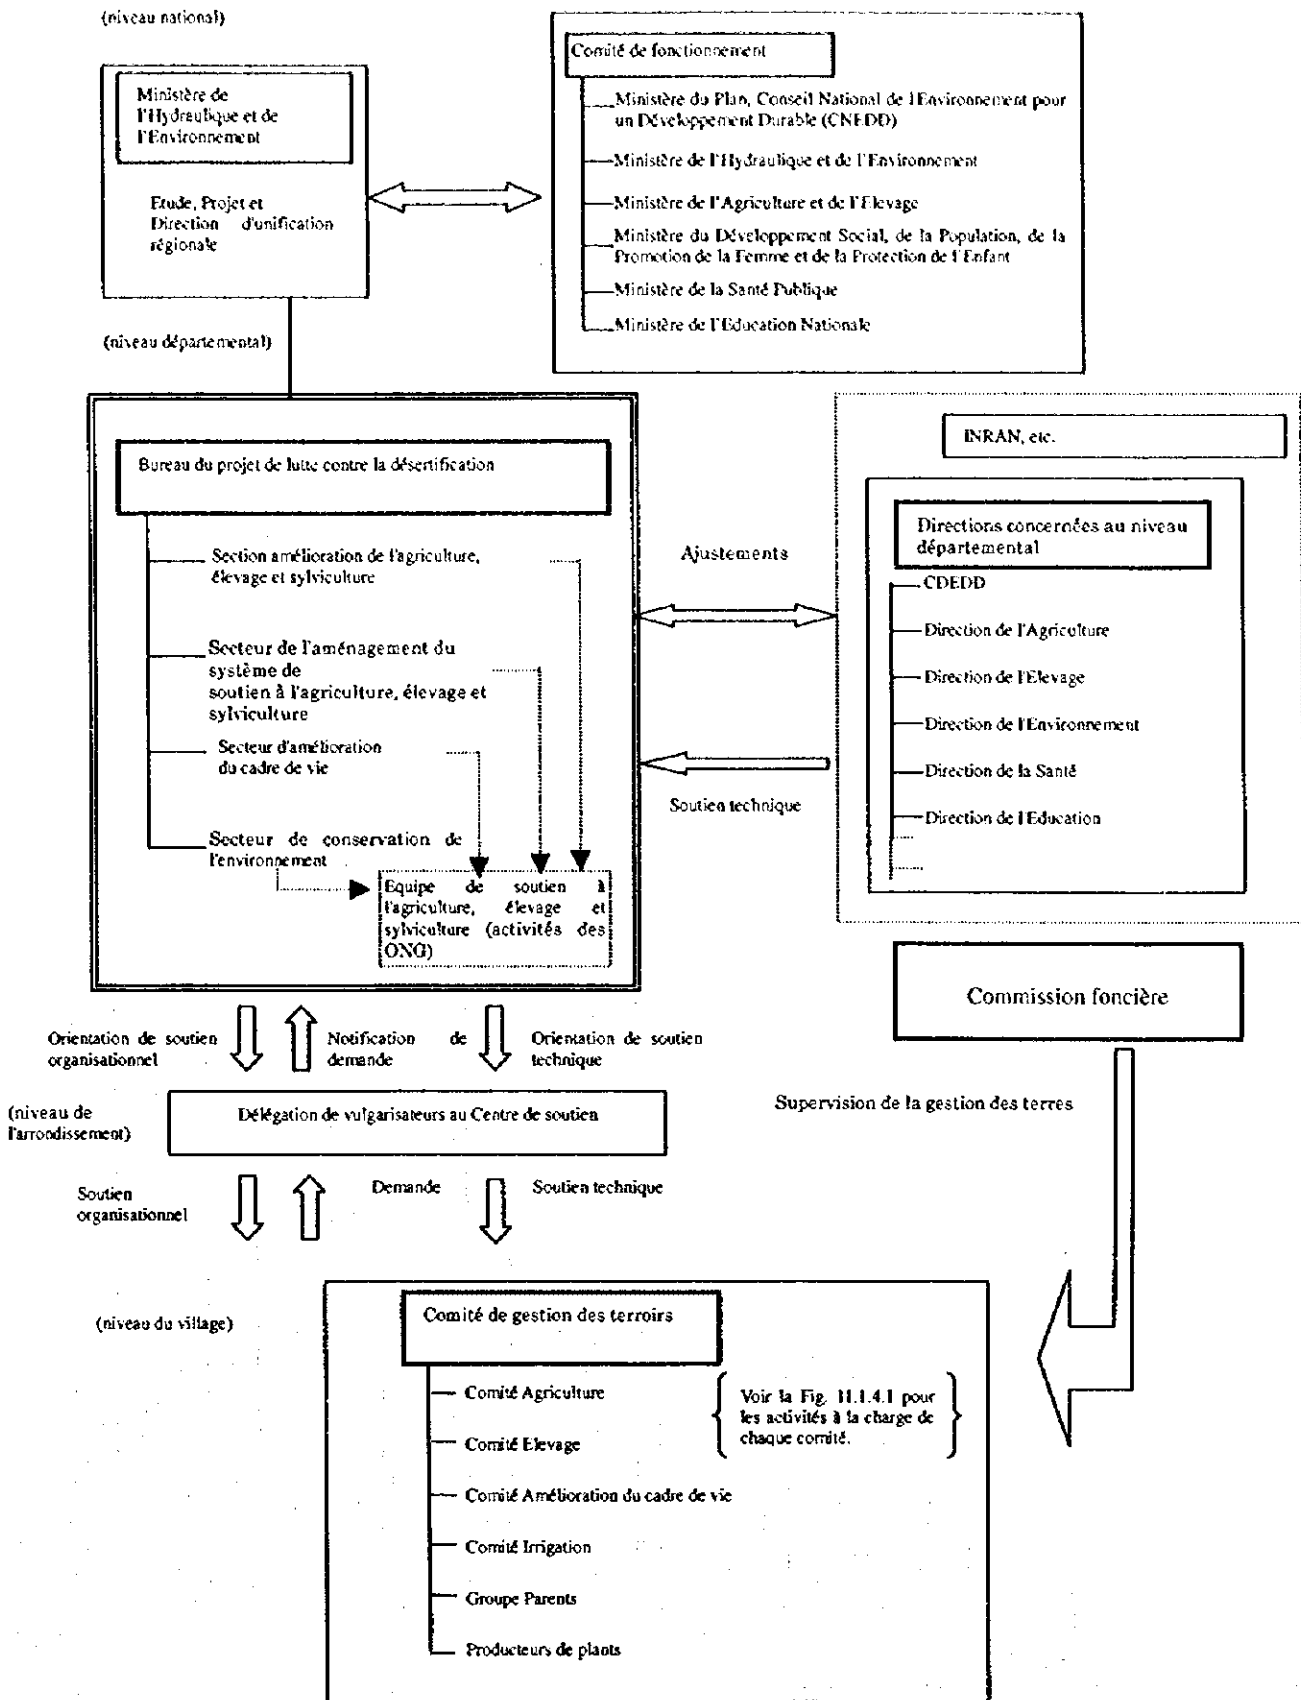 (niveau national)
Ministère de
l'Hydraulique et de
l'Environnement
Etude, Projet et
Direction d'unification
régionale
Comité de fonctionnement
Ministère du Plan, Conseil National de l'Environnement pour
un Développement Durable (CNEDD)
Ministère de l'Hydraulique et de l'Environnement
Ministère de l'Agriculture et de l'Elevage
Ministère du Développement Social, de la Population, de la
Promotion de la Femme et de la Protection de l'Enfant
Ministère de la Santé Publique
Ministère de l'Education Nationale
(niveau départemental)
Bureau du projet de lutte contre la désertification
Section amélioration de l'agriculture,
élevage et sylviculture
Secteur de l'aménagement du
système de
soutien à l'agriculture, élevage et
sylviculture
Secteur d'amélioration
du cadre de vie
Secteur de conservation de
l'environnement
Equipe de soutien à
l'agriculture, élevage et
sylviculture (activités des
ONG)
Ajustements
Soutien technique
INRAN, etc.
Directions concernées au niveau
départemental
CDEDD
Direction de l'Agriculture
Direction de l'Elevage
Direction de l'Environnement
Direction de la Santé
Direction de l'Education
Commission foncière
Supervision de la gestion des terres
Orientation de soutien
organisationnel
Notification de
demande
Orientation de soutien
technique
(niveau de
l'arrondissement)
Délégation de vulgarisateurs au Centre de soutien
Soutien
organisationnel
Demande
Soutien technique
(niveau du village)
Comité de gestion des terroirs
Comité Agriculture
Comité Elevage
Comité Amélioration du cadre de vie
Comité Irrigation
Groupe Parents
Producteurs de plants
Voir la Fig. 11.1.4.1 pour
les activités à la charge de
chaque comité.